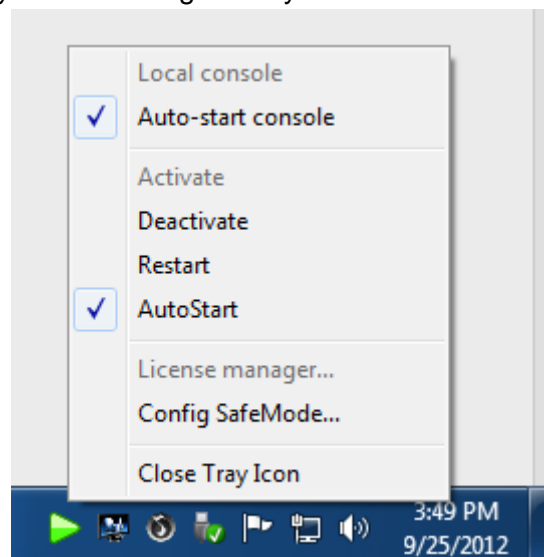 Local console
Auto-start console
Activate
Deactivate
Restart
AutoStart
License manager...
Config SafeMode...
Close Tray Icon
3:49 PM
9/25/2012